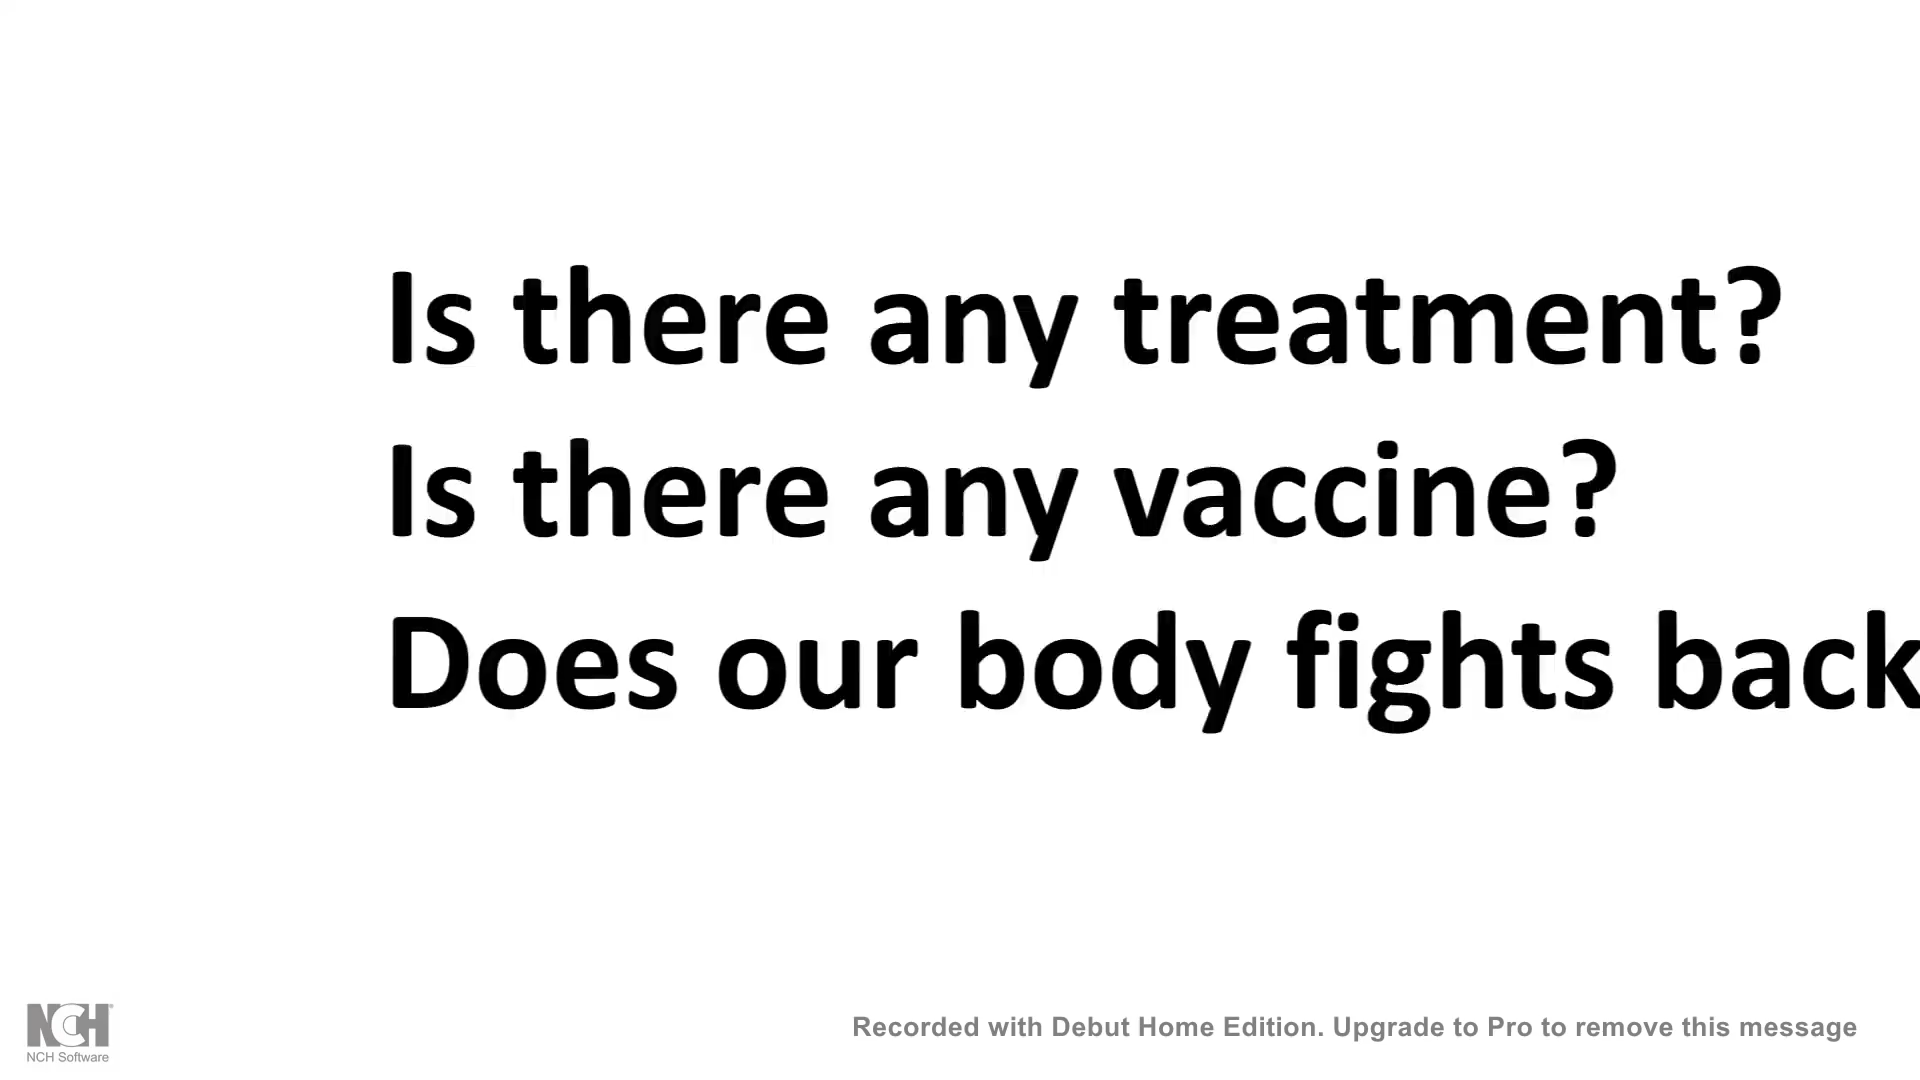 Is there any treatment?
Is there any vaccine?
Does our body fights back
NCH
NCH Software
Recorded with Debut Home Edition. Upgrade to Pro to remove this message